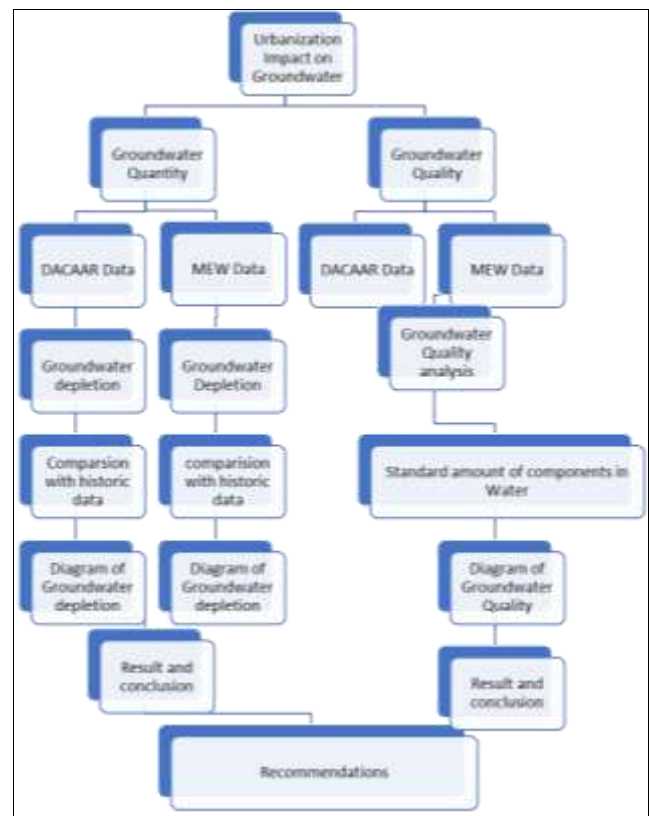 Urbanization
Impact on
Groundwater
Groundwater
Quantity
Groundwater
Quality
DACAAR Data
MEW Data
DACAAR Data
MEW Data
Groundwater
depletion
Groundwater
Depletion
Groundwater
Quality
analysis
Comparsion
with historic
data
comparision
with historic
data
Standard amount of components in
Water
Diagram of
Groundwater
depletion
Diagram of
Groundwater
depletion
Diagram of
Groundwater
Quality
Result and
conclusion
Result and
conclusion
Recommendations